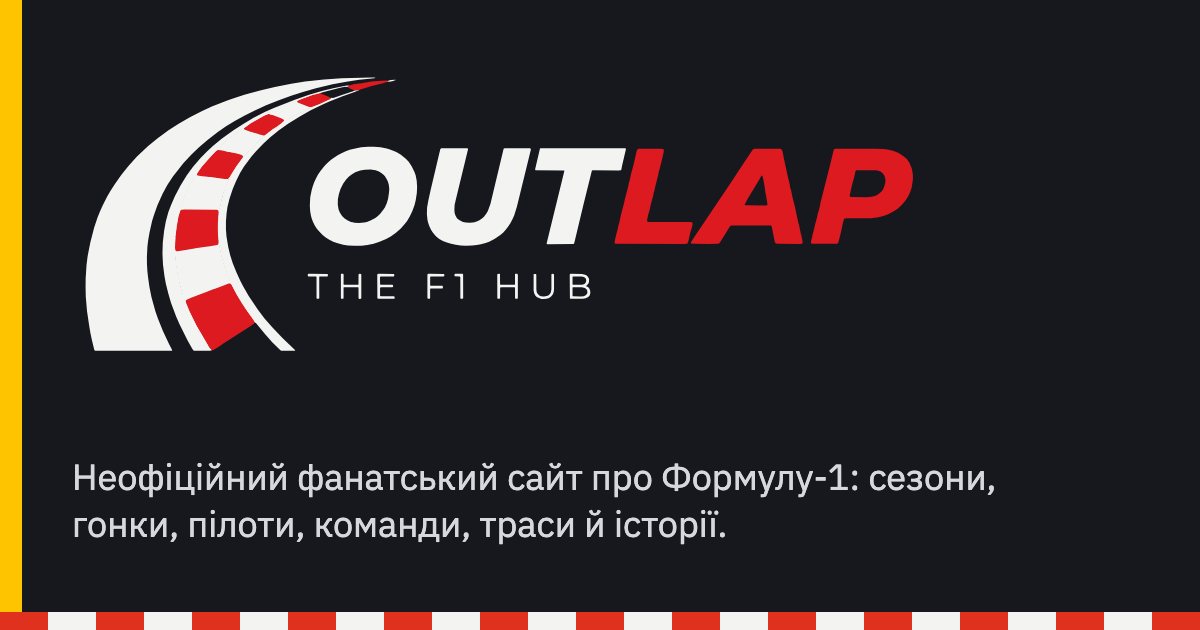 OUTLAP
THE F1 HUB
Неофіційний фанатський сайт про Формулу-1: сезони,
гонки, пілоти, команди, траси й історії.